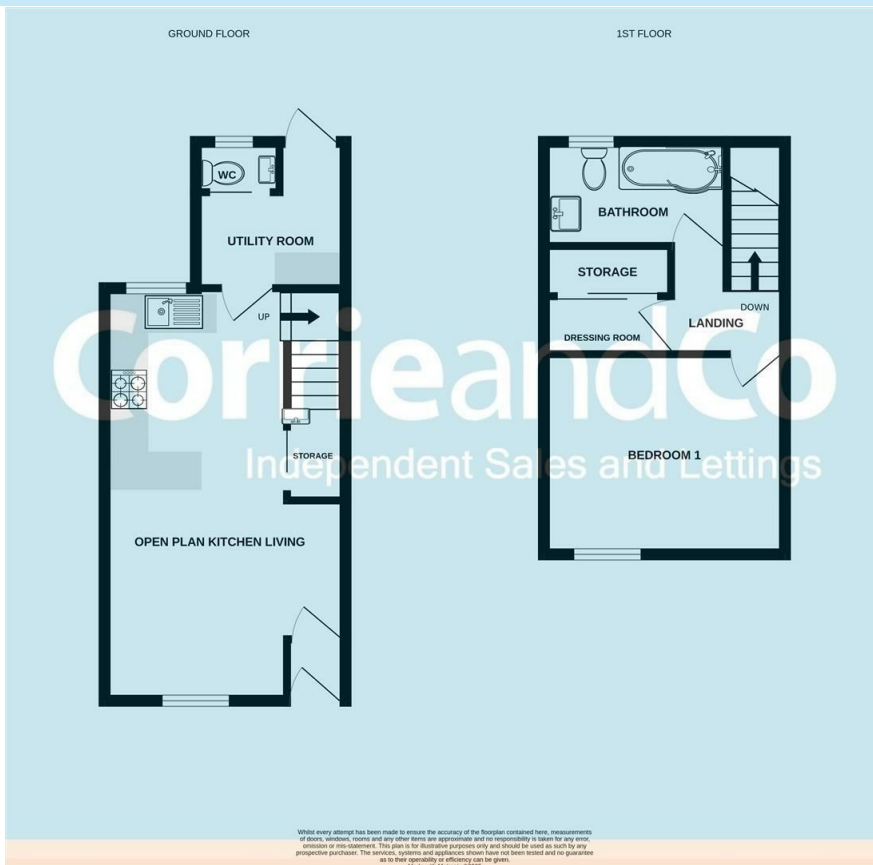 GROUND FLOOR
1ST FLOOR
WC
UTILITY ROOM
BATHROOM
STORAGE
UP
DOWN
LANDING
DRESSING ROOM
CorrieandCo
Independent Sales and Lettings
STORAGE
BEDROOM 1
OPEN PLAN KITCHEN LIVING
Whilst every attempt has been made to ensure the accuracy of the floorplan contained here, measurements
of doors, windows, rooms and any other items are approximate and no responsibility is taken for any error,
omission or mis-statement. This plan is for illustrative purposes only and should be used as such by any
prospective purchaser. The services, systems and appliances shown have not been tested and no guarantee
as to their operability or efficiency can be given.